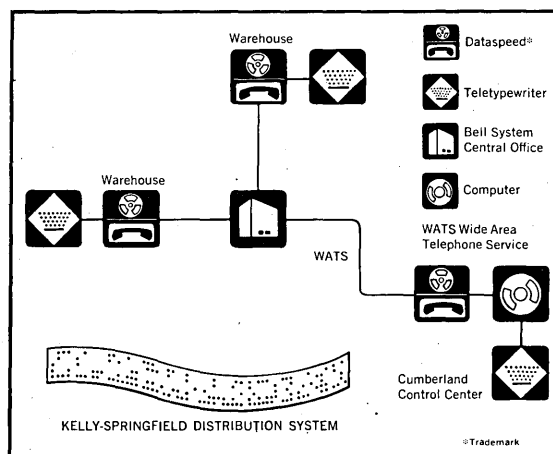 Warehouse
Dataspeed*
Teletypewriter
Bell System
Central Office
Warehouse
Computer
WATS Wide Area
Telephone Service
WATS
Cumberland
Control Center
KELLY-SPRINGFIELD DISTRIBUTION SYSTEM
*Trademark